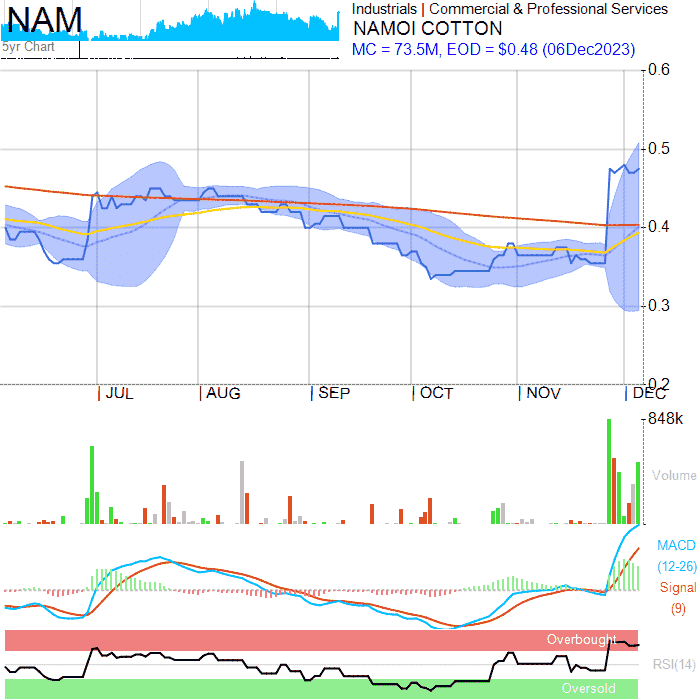 NAM
5yr Chart
Industrials | Commercial & Professional Services
NAMOI COTTON
MC = 73.5M, EOD = $0.48 (06Dec2023)
0.6
0.5
0.4
0.3
0.2
JUL AUG SEP OCT NOV DEC
848k
Volume
MACD
(12-26)
Signal
(9)
Overbought
RSI(14)
Oversold